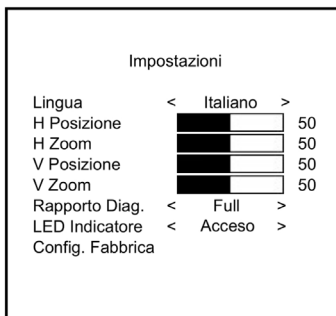 Impostazioni
Lingua < Italiano >
H Posizione 50
H Zoom 50
V Posizione 50
V Zoom 50
Rapporto Diag. < Full >
LED Indicatore < Acceso >
Config. Fabbrica